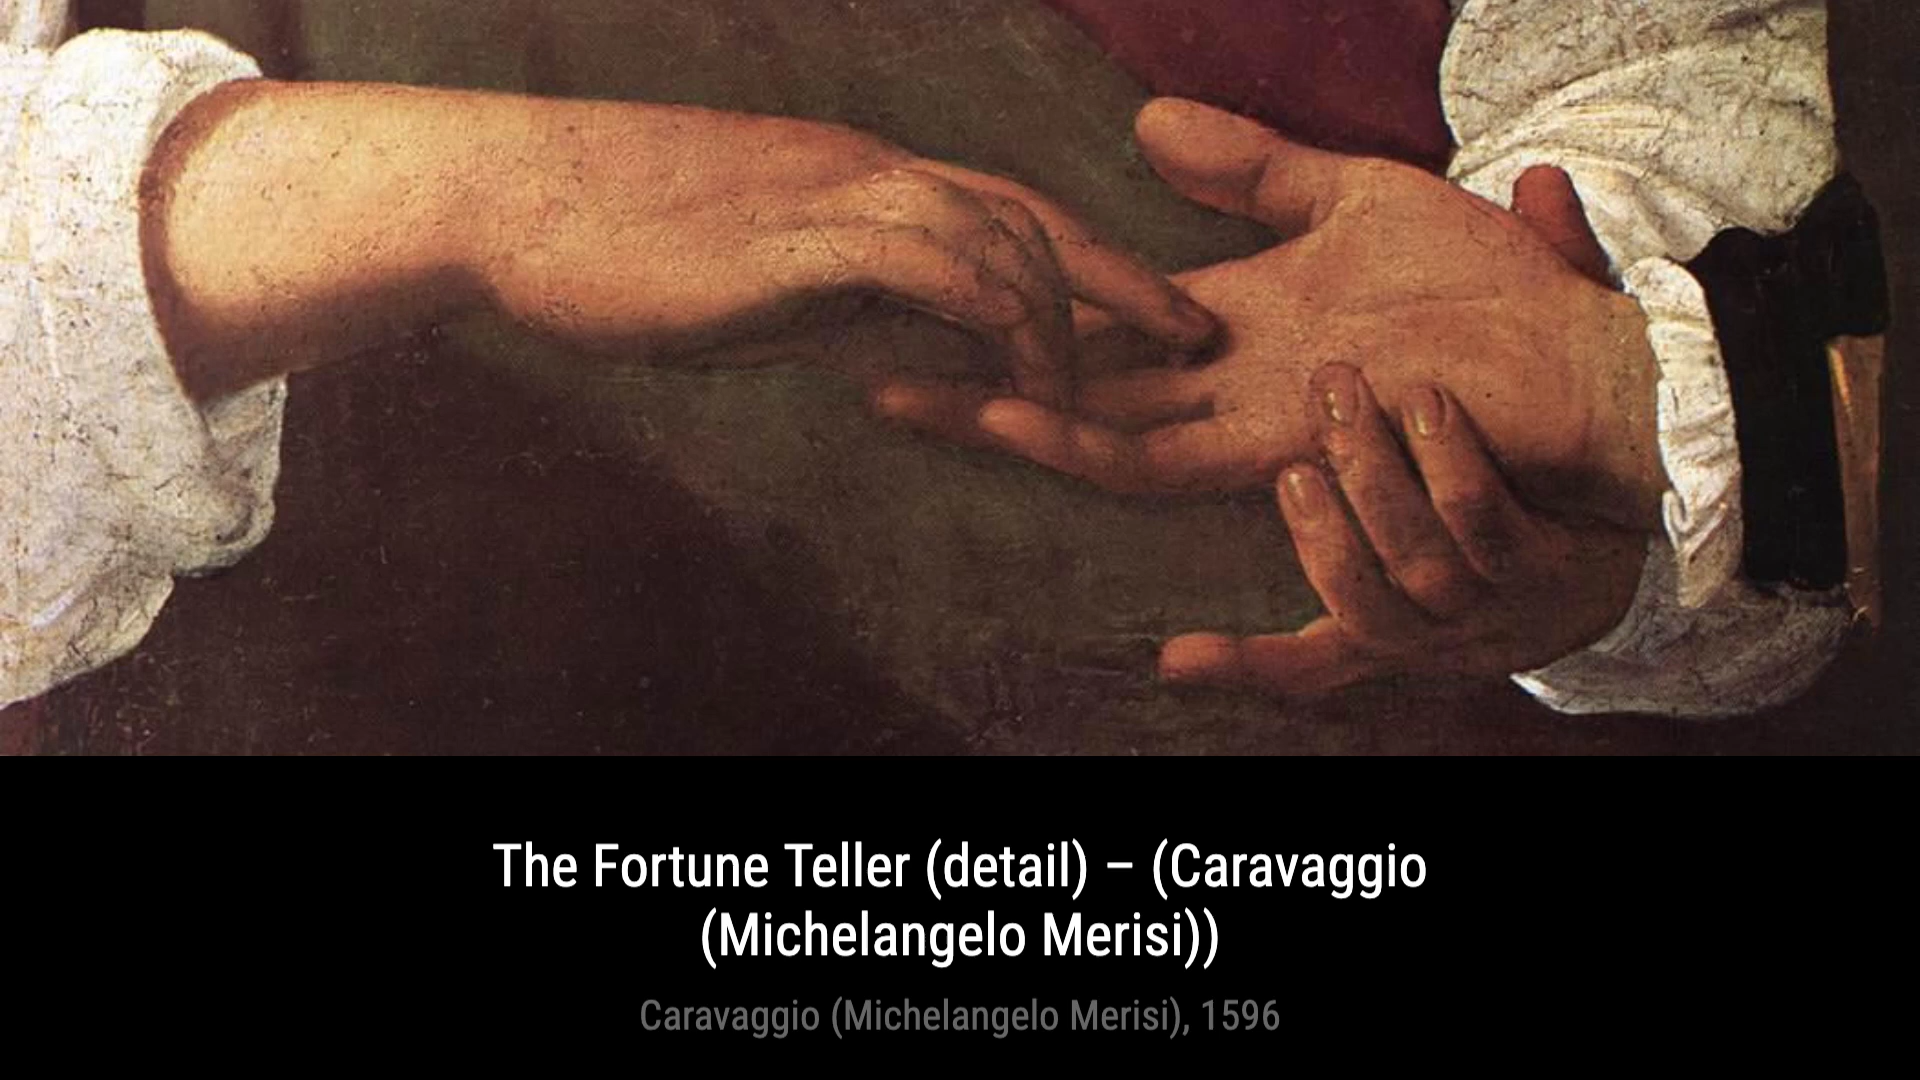 The Fortune Teller (detail) – (Caravaggio
(Michelangelo Merisi))
Caravaggio (Michelangelo Merisi), 1596